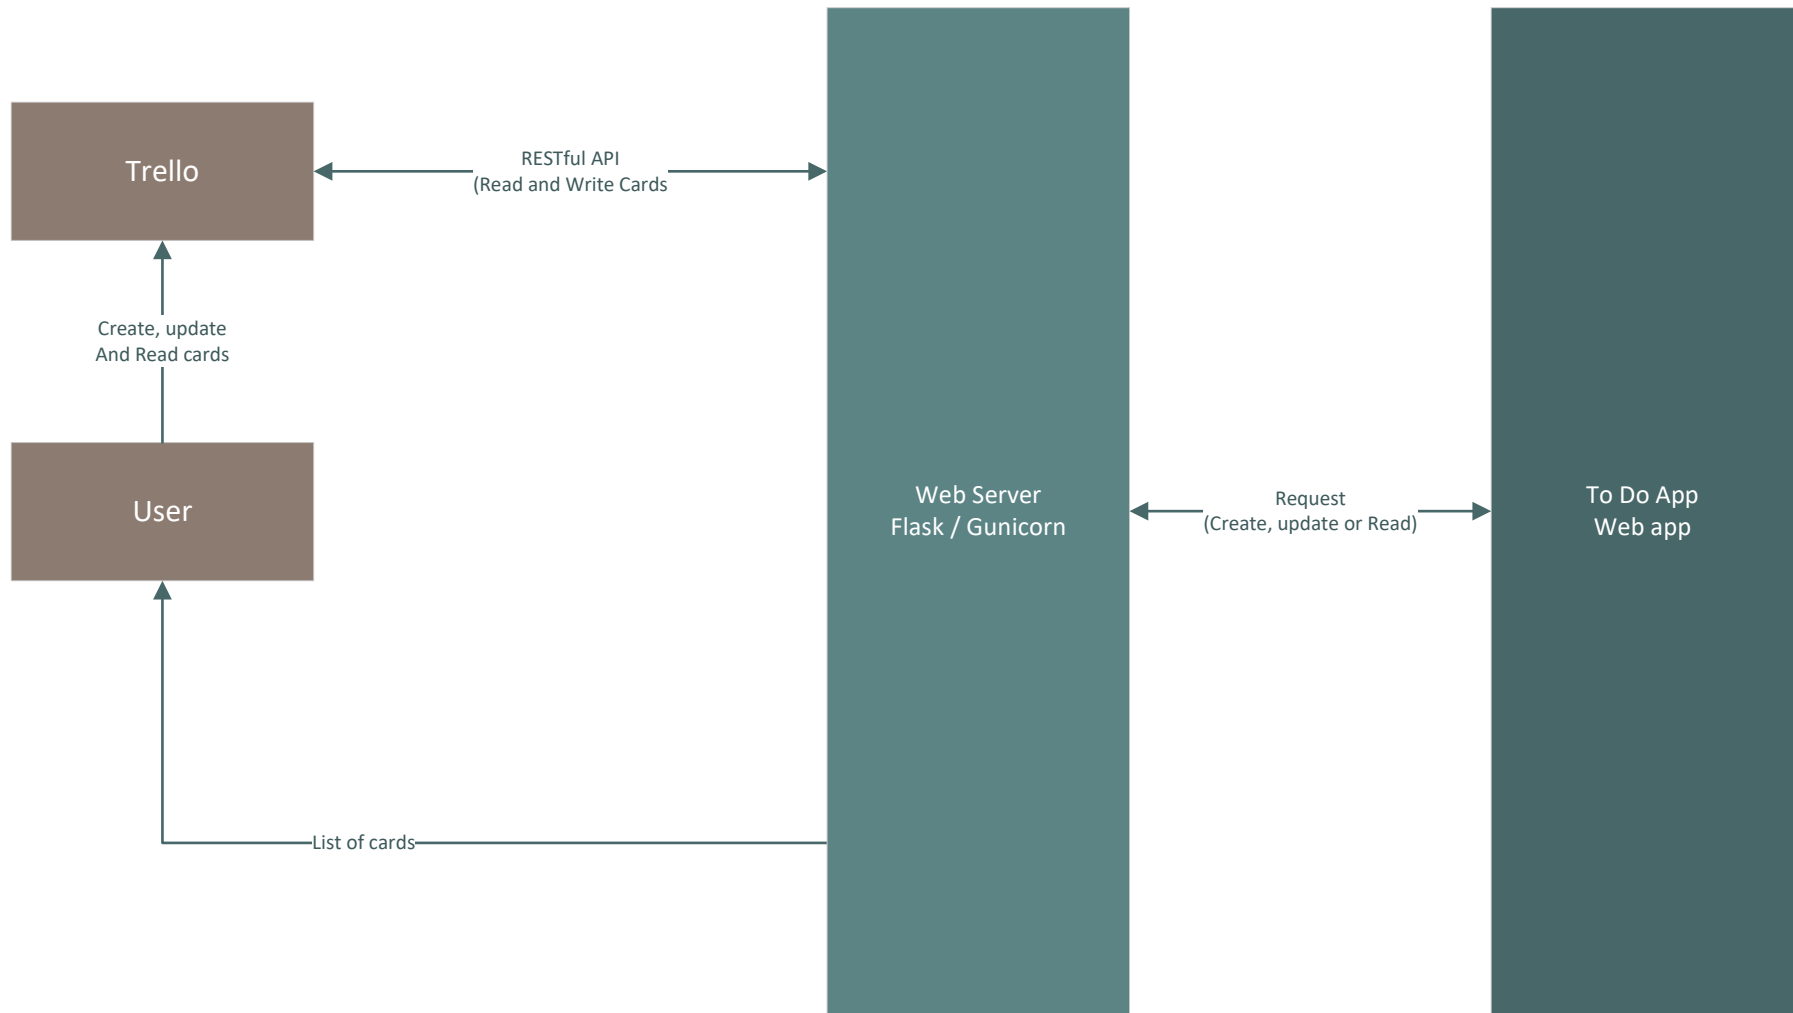 Trello
RESTful API
(Read and Write Cards
Create, update
And Read cards
User
Web Server
Flask / Gunicorn
Request
(Create, update or Read)
To Do App
Web app
List of cards